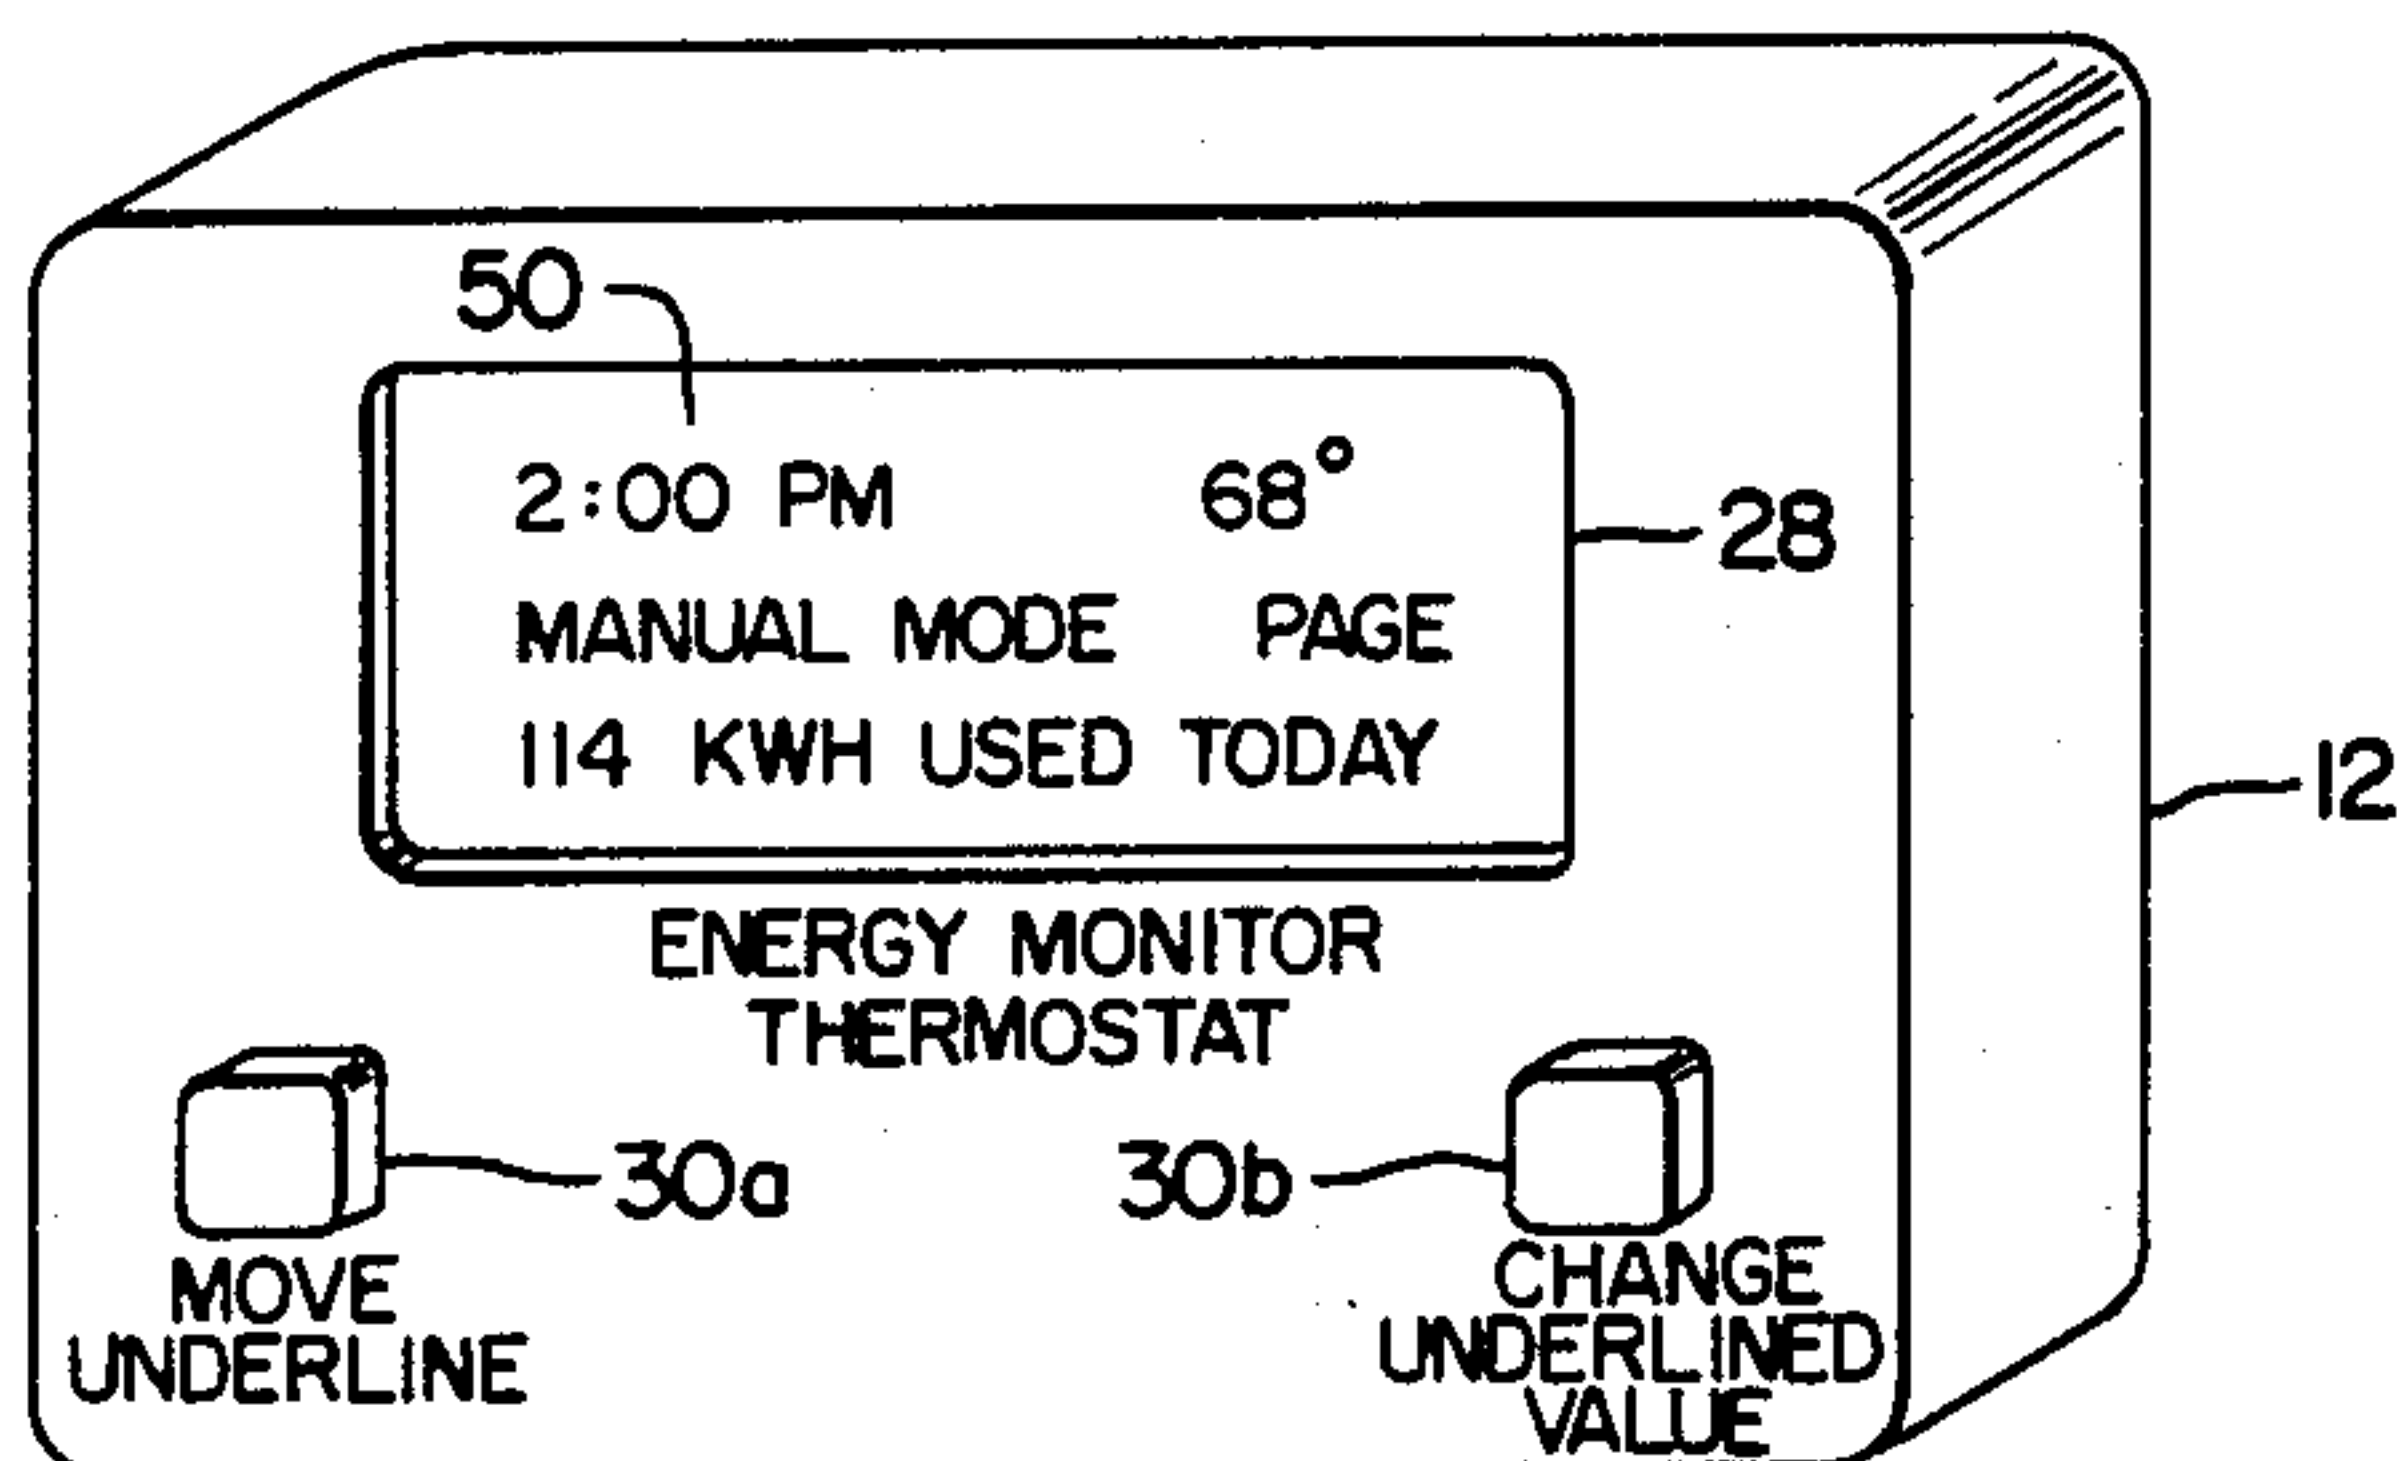 50
2:00 PM 68°
28
MANUAL MODE PAGE
114 KWH USED TODAY
12
ENERGY MONITOR
THERMOSTAT
30a 30b
MOVE
UNDERLINE
CHANGE
UNDERLINED
VALUE